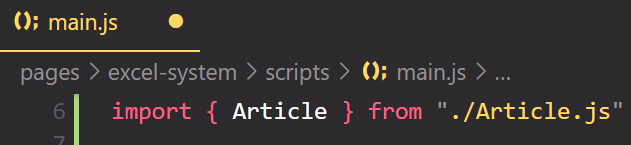 (); main.js
pages > excel-system > scripts > (); main.js > ...
6 import { Article } from "./Article.js"
7